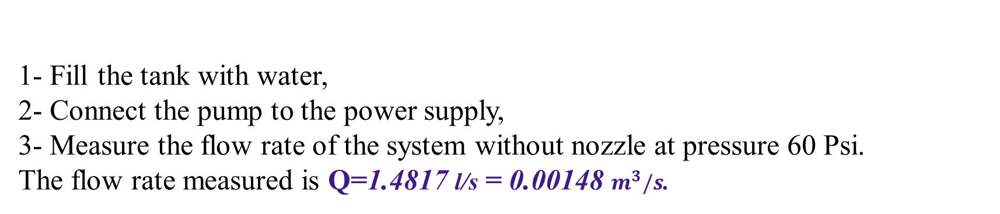 1- Fill the tank with water,
2- Connect the pump to the power supply,
3- Measure the flow rate of the system without nozzle at pressure 60 Psi.
The flow rate measured is Q=1.4817 l/s = 0.00148 m³/s.